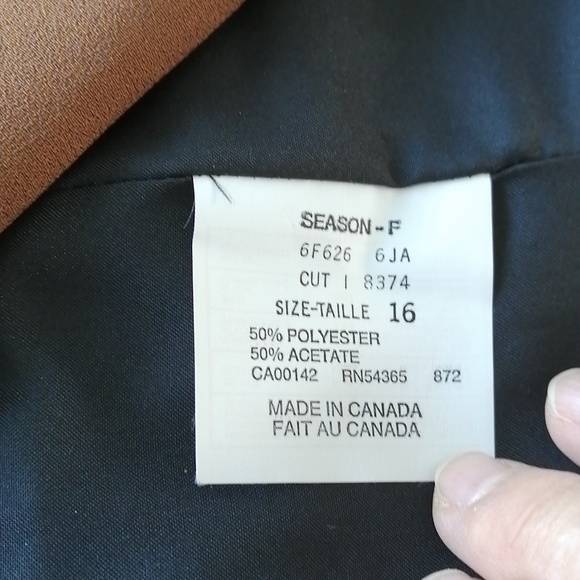 SEASON-F
6F626 6JA
CUT | 8374
SIZE-TAILLE 16
50% POLYESTER
50% ACETATE
CA00142 RN54365 872
MADE IN CANADA
FAIT AU CANADA